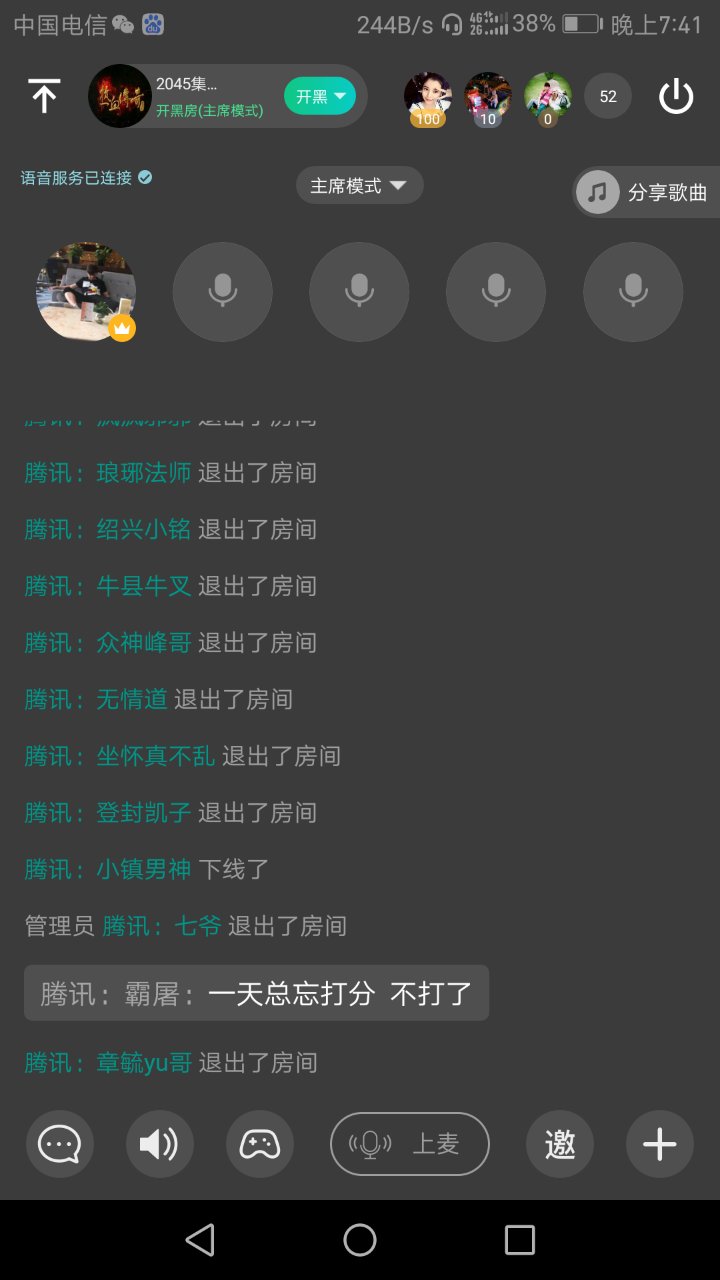 中国电信 244B/s 4G 2G 38% 晚上7:41
2045集... 开黑 100 10 0 52
开黑房(主席模式)
语音服务已连接 主席模式 分享歌曲
腾讯：琅琊法师 退出了房间
腾讯：绍兴小铭 退出了房间
腾讯：牛县牛叉 退出了房间
腾讯：众神峰哥 退出了房间
腾讯：无情道 退出了房间
腾讯：坐怀真不乱 退出了房间
腾讯：登封凯子 退出了房间
腾讯：小镇男神 下线了
管理员 腾讯：七爷 退出了房间
腾讯：霸屠：一天总忘打分 不打了
腾讯：章毓yu哥 退出了房间
上麦 邀